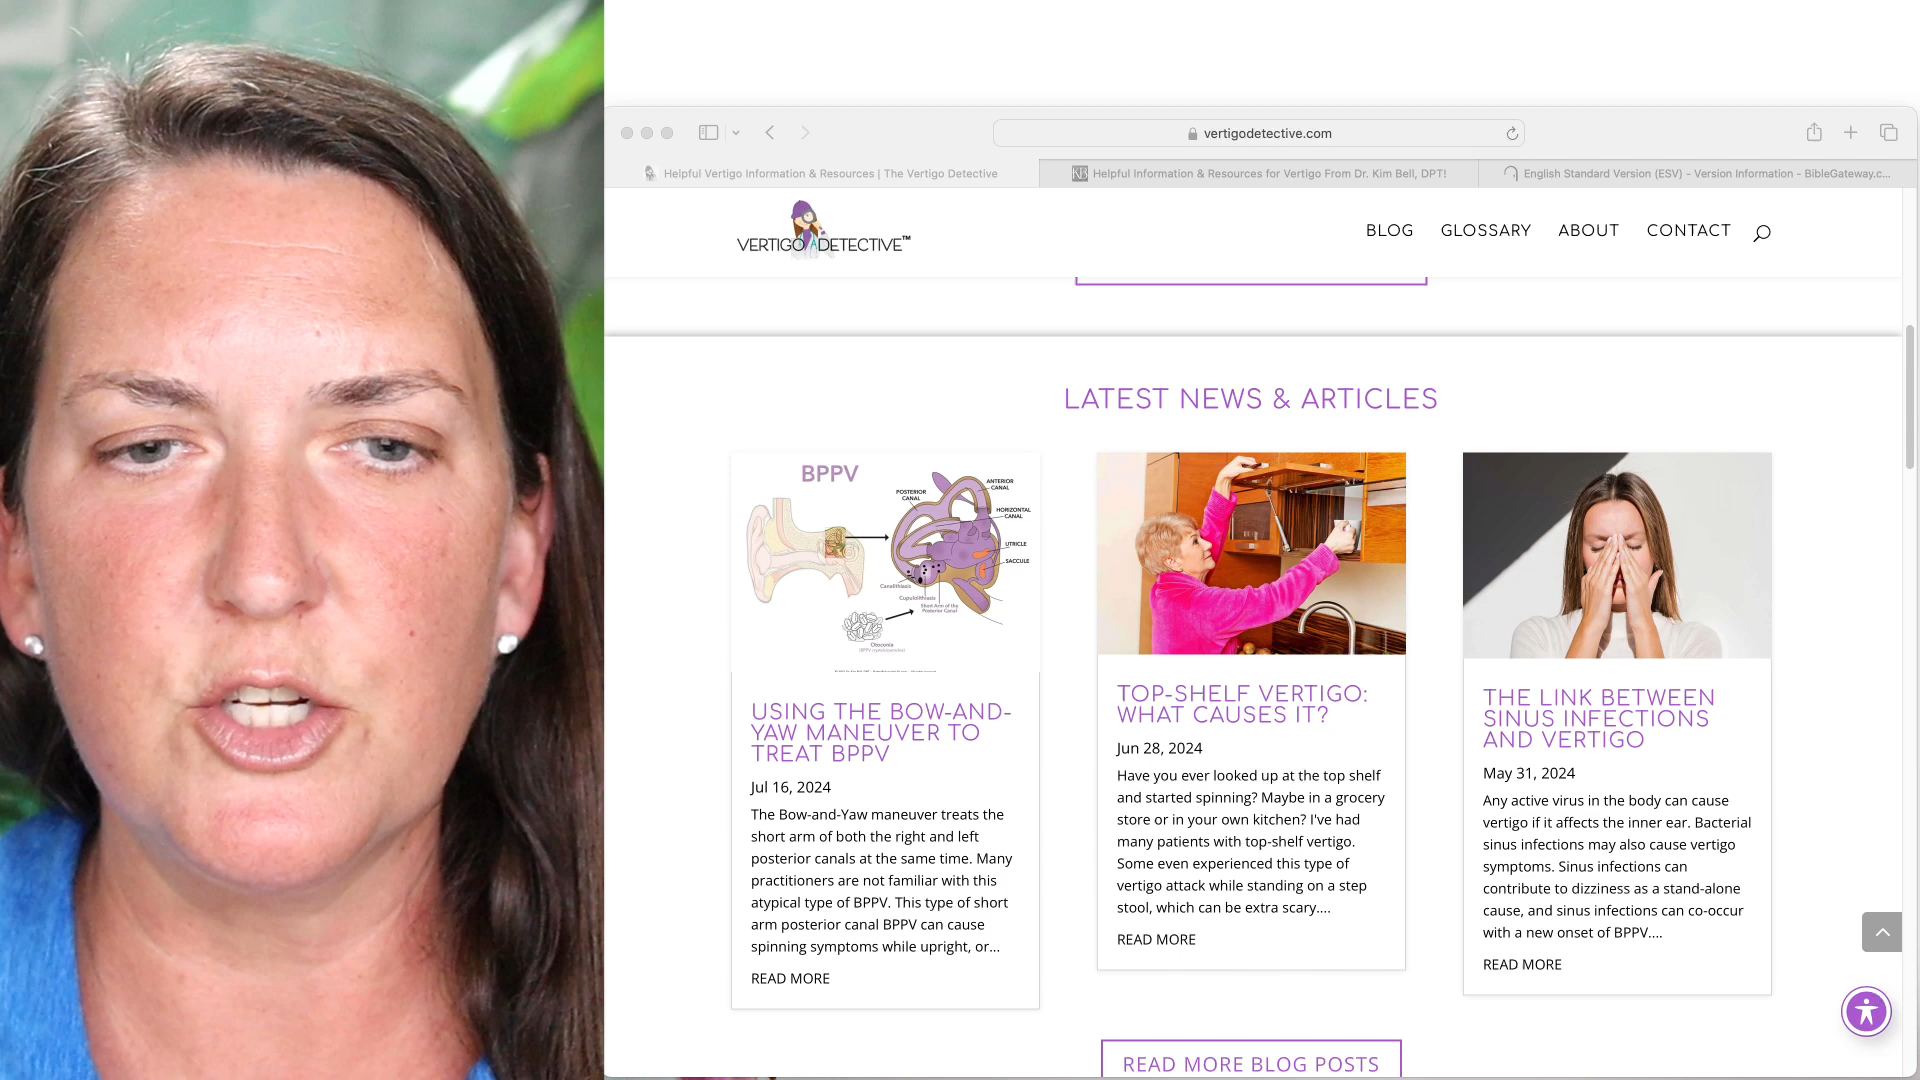 vertigodetective.com
Helpful Vertigo Information & Resources | The Vertigo Detective
KB
Helpful Information & Resources for Vertigo From Dr. Kim Bell, DPT!
English Standard Version (ESV) - Version Information - BibleGateway.c...
VERTIGO DETECTIVE™
BLOG
GLOSSARY
ABOUT
CONTACT
LATEST NEWS & ARTICLES
BPPV
POSTERIOR
CANAL
ANTERIOR
CANAL
HORIZONTAL
CANAL
UTRICLE
SACCULE
Canalithiasis
Cupulolithiasis
Short Arm of the
Posterior Canal
Otoconia
USING THE BOW-AND-
YAW MANEUVER TO
TREAT BPPV
Jul 16, 2024
The Bow-and-Yaw maneuver treats the
short arm of both the right and left
posterior canals at the same time. Many
practitioners are not familiar with this
atypical type of BPPV. This type of short
arm posterior canal BPPV can cause
spinning symptoms while upright, or...
READ MORE
TOP-SHELF VERTIGO:
WHAT CAUSES IT?
Jun 28, 2024
Have you ever looked up at the top shelf
and started spinning? Maybe in a grocery
store or in your own kitchen? I've had
many patients with top-shelf vertigo.
Some even experienced this type of
vertigo attack while standing on a step
stool, which can be extra scary....
READ MORE
THE LINK BETWEEN
SINUS INFECTIONS
AND VERTIGO
May 31, 2024
Any active virus in the body can cause
vertigo if it affects the inner ear. Bacterial
sinus infections may also cause vertigo
symptoms. Sinus infections can
contribute to dizziness as a stand-alone
cause, and sinus infections can co-occur
with a new onset of BPPV....
READ MORE
READ MORE BLOG POSTS